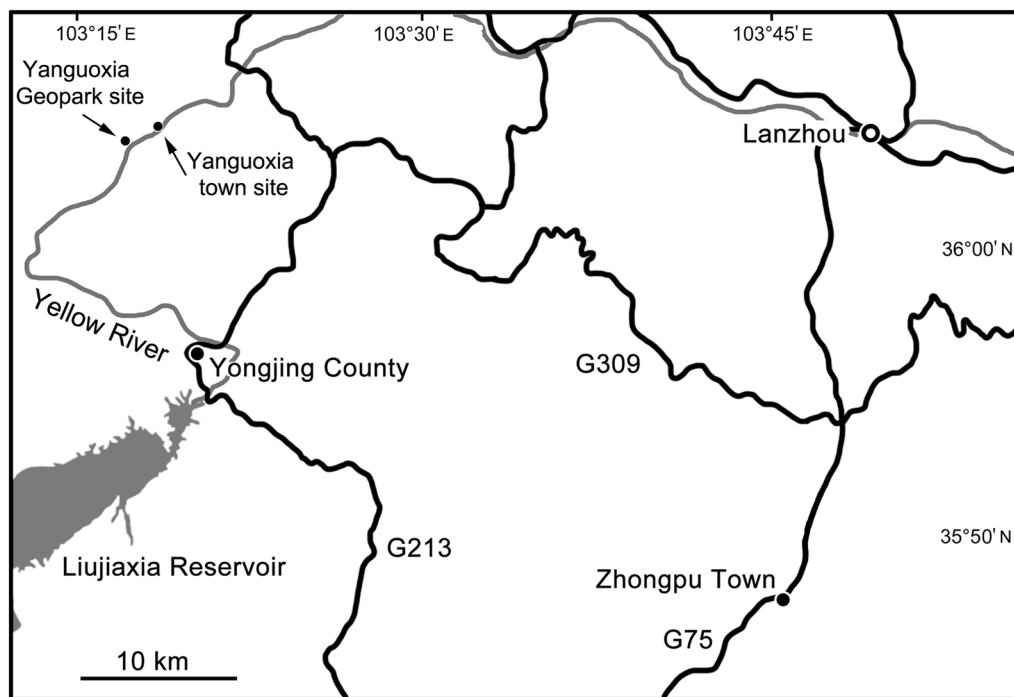 103°15' E
103°30' E
103°45' E
Yanguoxia
Geopark site
Yanguoxia
town site
Lanzhou
36°00' N
Yellow River
Yongjing County
G309
35°50' N
G213
Liujiaxia Reservoir
Zhongpu Town
G75
10 km